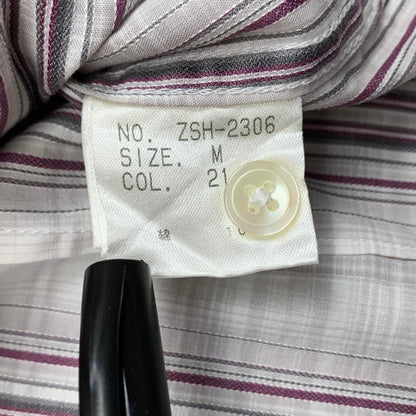 NO. ZSH-2306
SIZE. M
COL. 21
綿